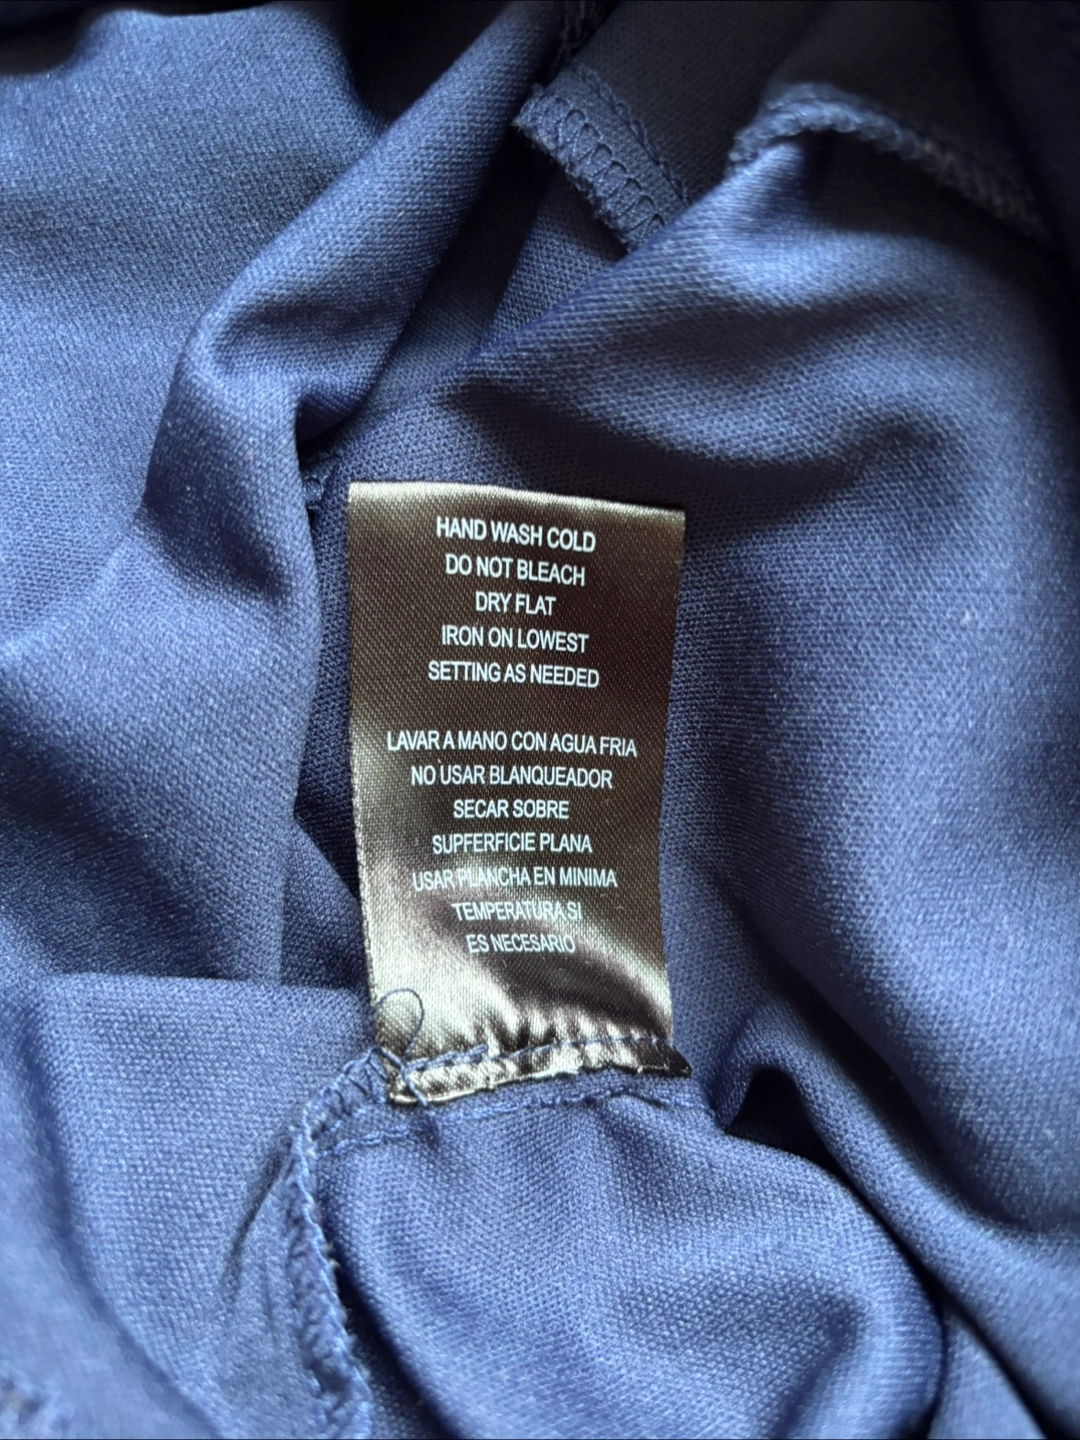 HAND WASH COLD
DO NOT BLEACH
DRY FLAT
IRON ON LOWEST
SETTING AS NEEDED
LAVAR A MANO CON AGUA FRIA
NO USAR BLANQUEADOR
SECAR SOBRE
SUPFERFICIE PLANA
USAR PLANCHA EN MINIMA
TEMPERATURA SI
ES NECESARIO